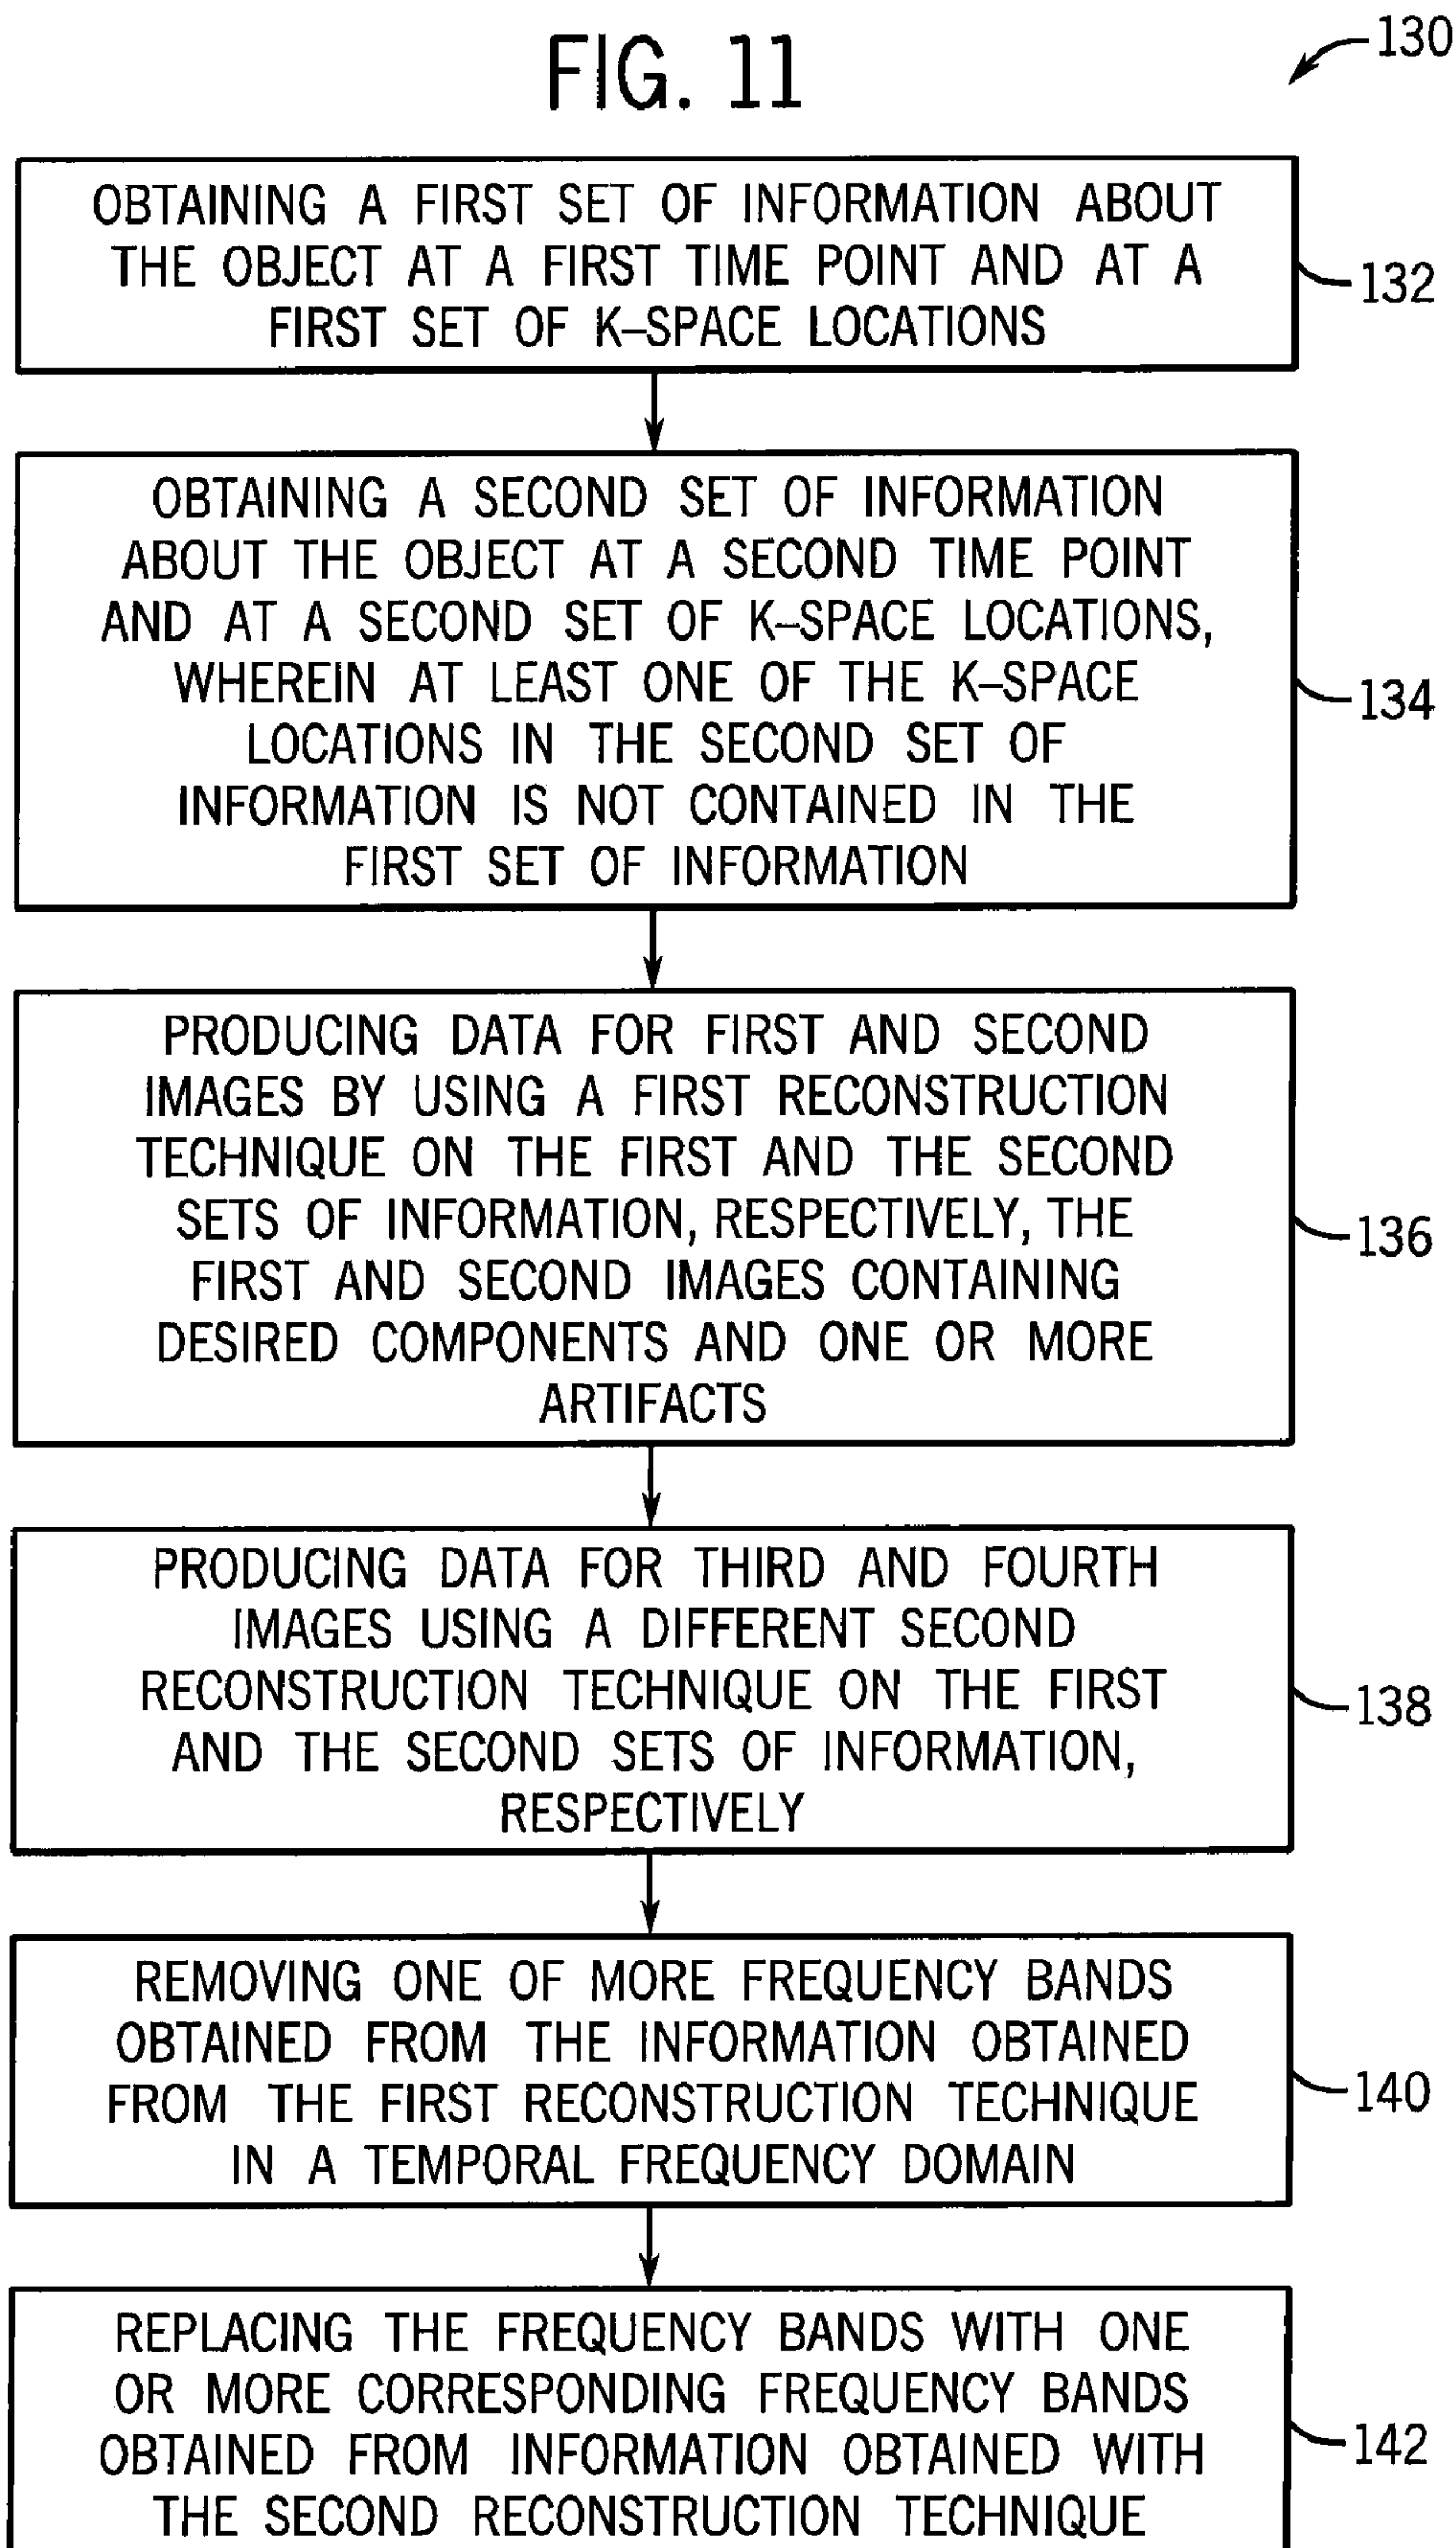 FIG. 11
130
OBTAINING A FIRST SET OF INFORMATION ABOUT
THE OBJECT AT A FIRST TIME POINT AND AT A
FIRST SET OF K–SPACE LOCATIONS
132
OBTAINING A SECOND SET OF INFORMATION
ABOUT THE OBJECT AT A SECOND TIME POINT
AND AT A SECOND SET OF K–SPACE LOCATIONS,
WHEREIN AT LEAST ONE OF THE K–SPACE
LOCATIONS IN THE SECOND SET OF
INFORMATION IS NOT CONTAINED IN THE
FIRST SET OF INFORMATION
134
PRODUCING DATA FOR FIRST AND SECOND
IMAGES BY USING A FIRST RECONSTRUCTION
TECHNIQUE ON THE FIRST AND THE SECOND
SETS OF INFORMATION, RESPECTIVELY, THE
FIRST AND SECOND IMAGES CONTAINING
DESIRED COMPONENTS AND ONE OR MORE
ARTIFACTS
136
PRODUCING DATA FOR THIRD AND FOURTH
IMAGES USING A DIFFERENT SECOND
RECONSTRUCTION TECHNIQUE ON THE FIRST
AND THE SECOND SETS OF INFORMATION,
RESPECTIVELY
138
REMOVING ONE OF MORE FREQUENCY BANDS
OBTAINED FROM THE INFORMATION OBTAINED
FROM THE FIRST RECONSTRUCTION TECHNIQUE
IN A TEMPORAL FREQUENCY DOMAIN
140
REPLACING THE FREQUENCY BANDS WITH ONE
OR MORE CORRESPONDING FREQUENCY BANDS
OBTAINED FROM INFORMATION OBTAINED WITH
THE SECOND RECONSTRUCTION TECHNIQUE
142